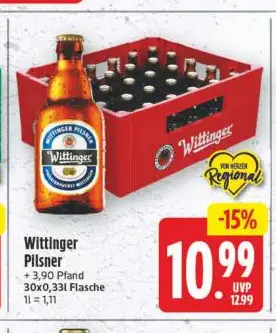 WITTINGER PILSNER
Wittinger
Wittinger
VON HERZEN
Regional
Wittinger
Pilsner
+ 3,90 Pfand
30x0,33l Flasche
1l = 1,11
-15%
10.99
UVP
12.99